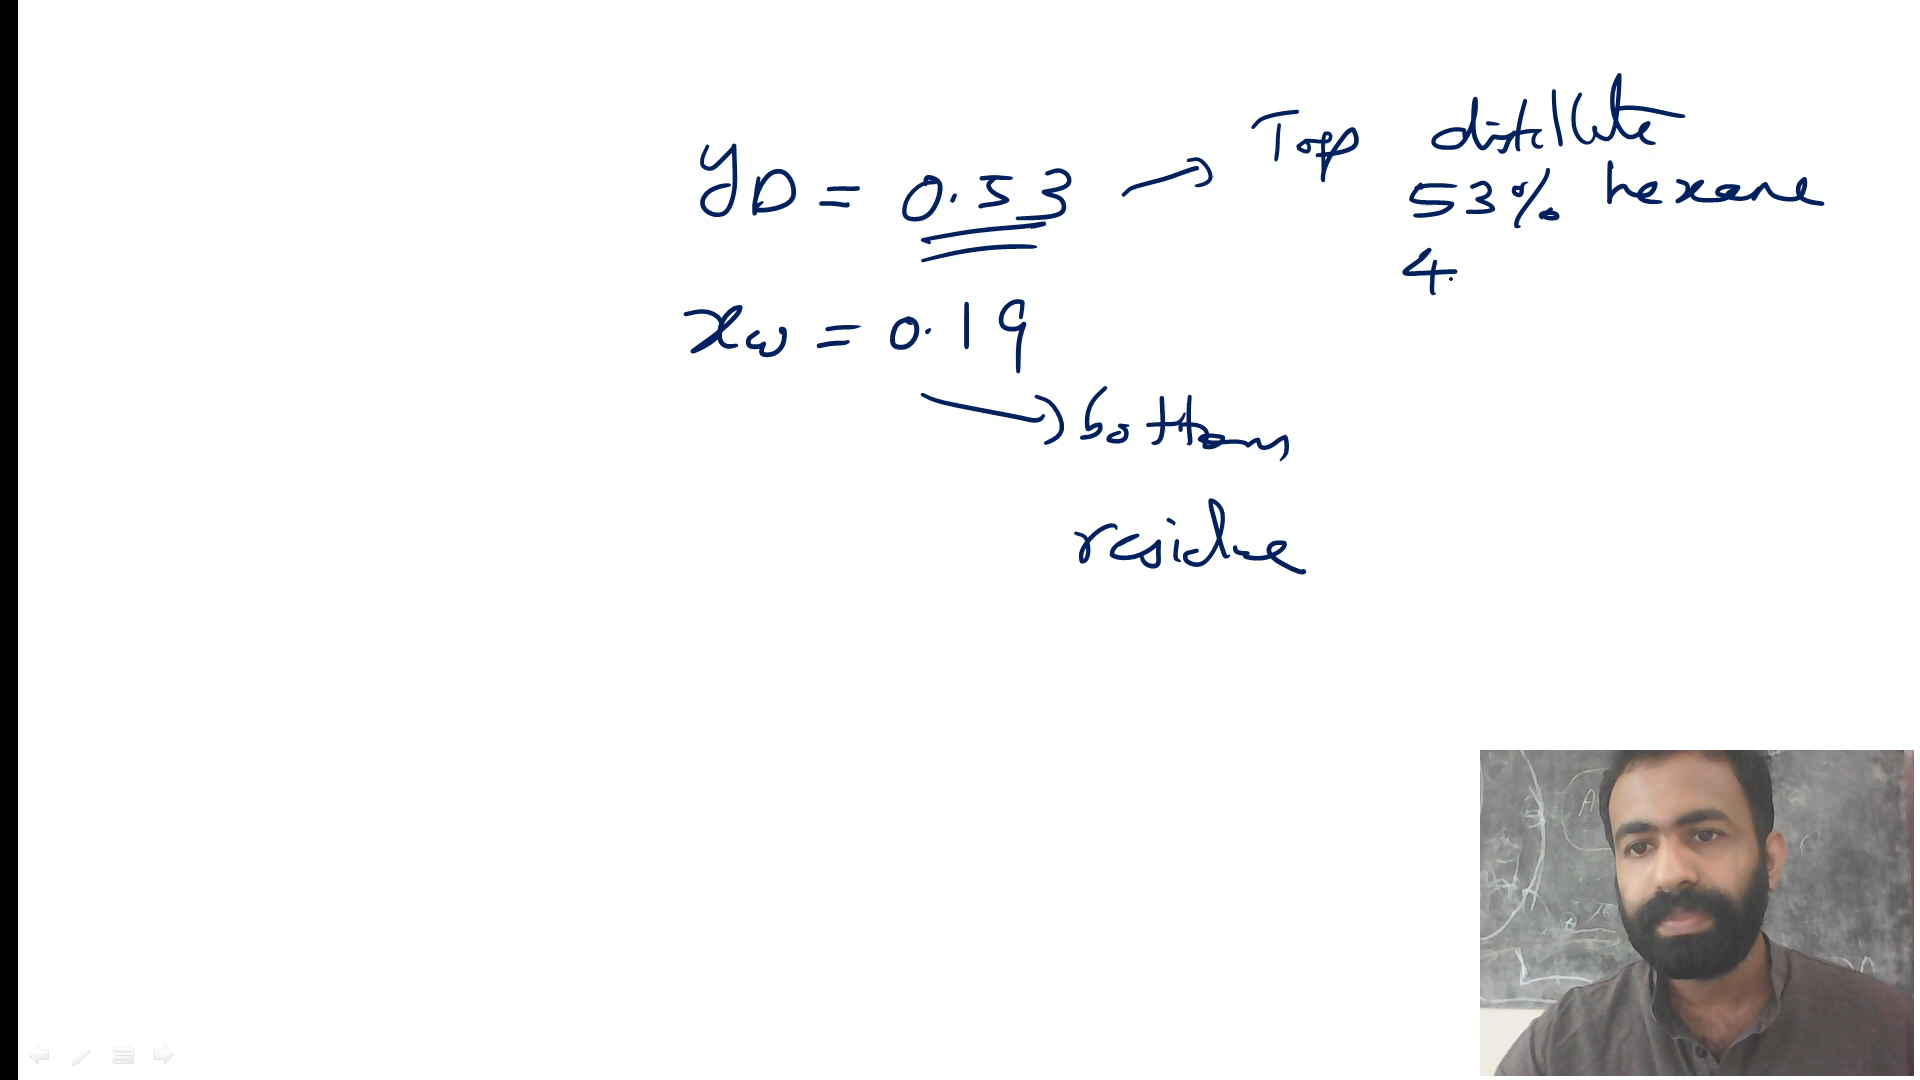 yD = 0.53 → Top distillate
53% hexane
4
xw = 0.19
→ bottom
residue